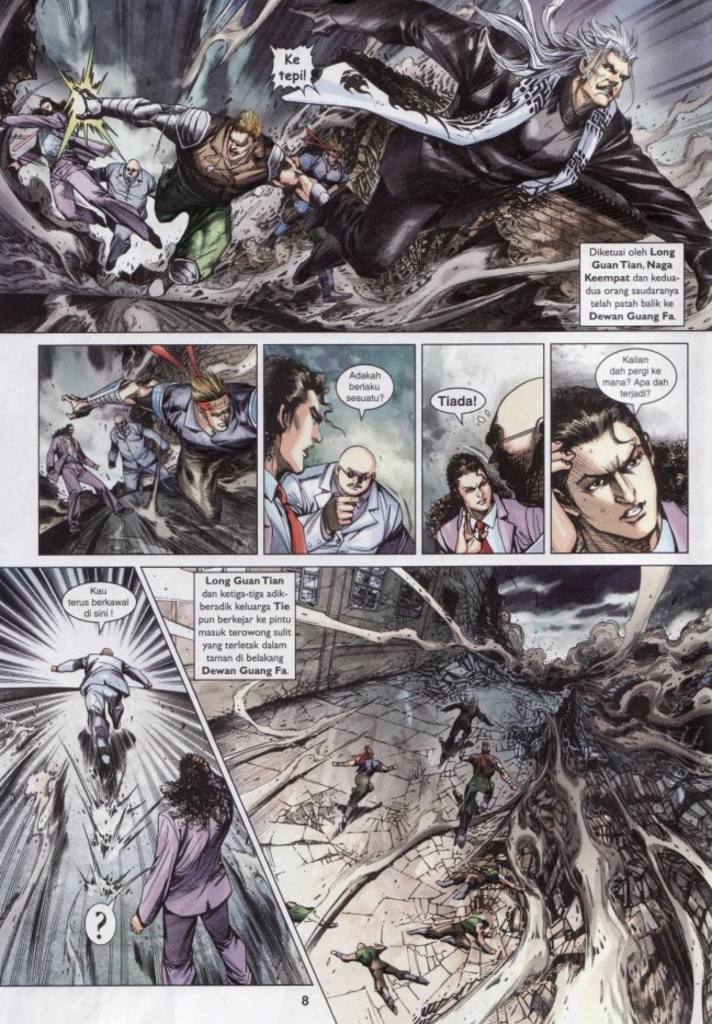 Ke
tepi!
Diketuai oleh Long
Guan Tian, Naga
Keempat dan kedua-
dua orang saudaranya
telah patah balik ke
Dewan Guang Fa.
Adakah
berlaku
sesuatu?
Tiada!
Kalian
dah pergi ke
mana? Apa dah
terjadi?
Kau
terus berkawal
di sini !
?
Long Guan Tian
dan ketiga-tiga adik-
beradik keluarga Tie
pun berkejar ke pintu
masuk terowong sulit
yang terletak dalam
taman di belakang
Dewan Guang Fa.
8